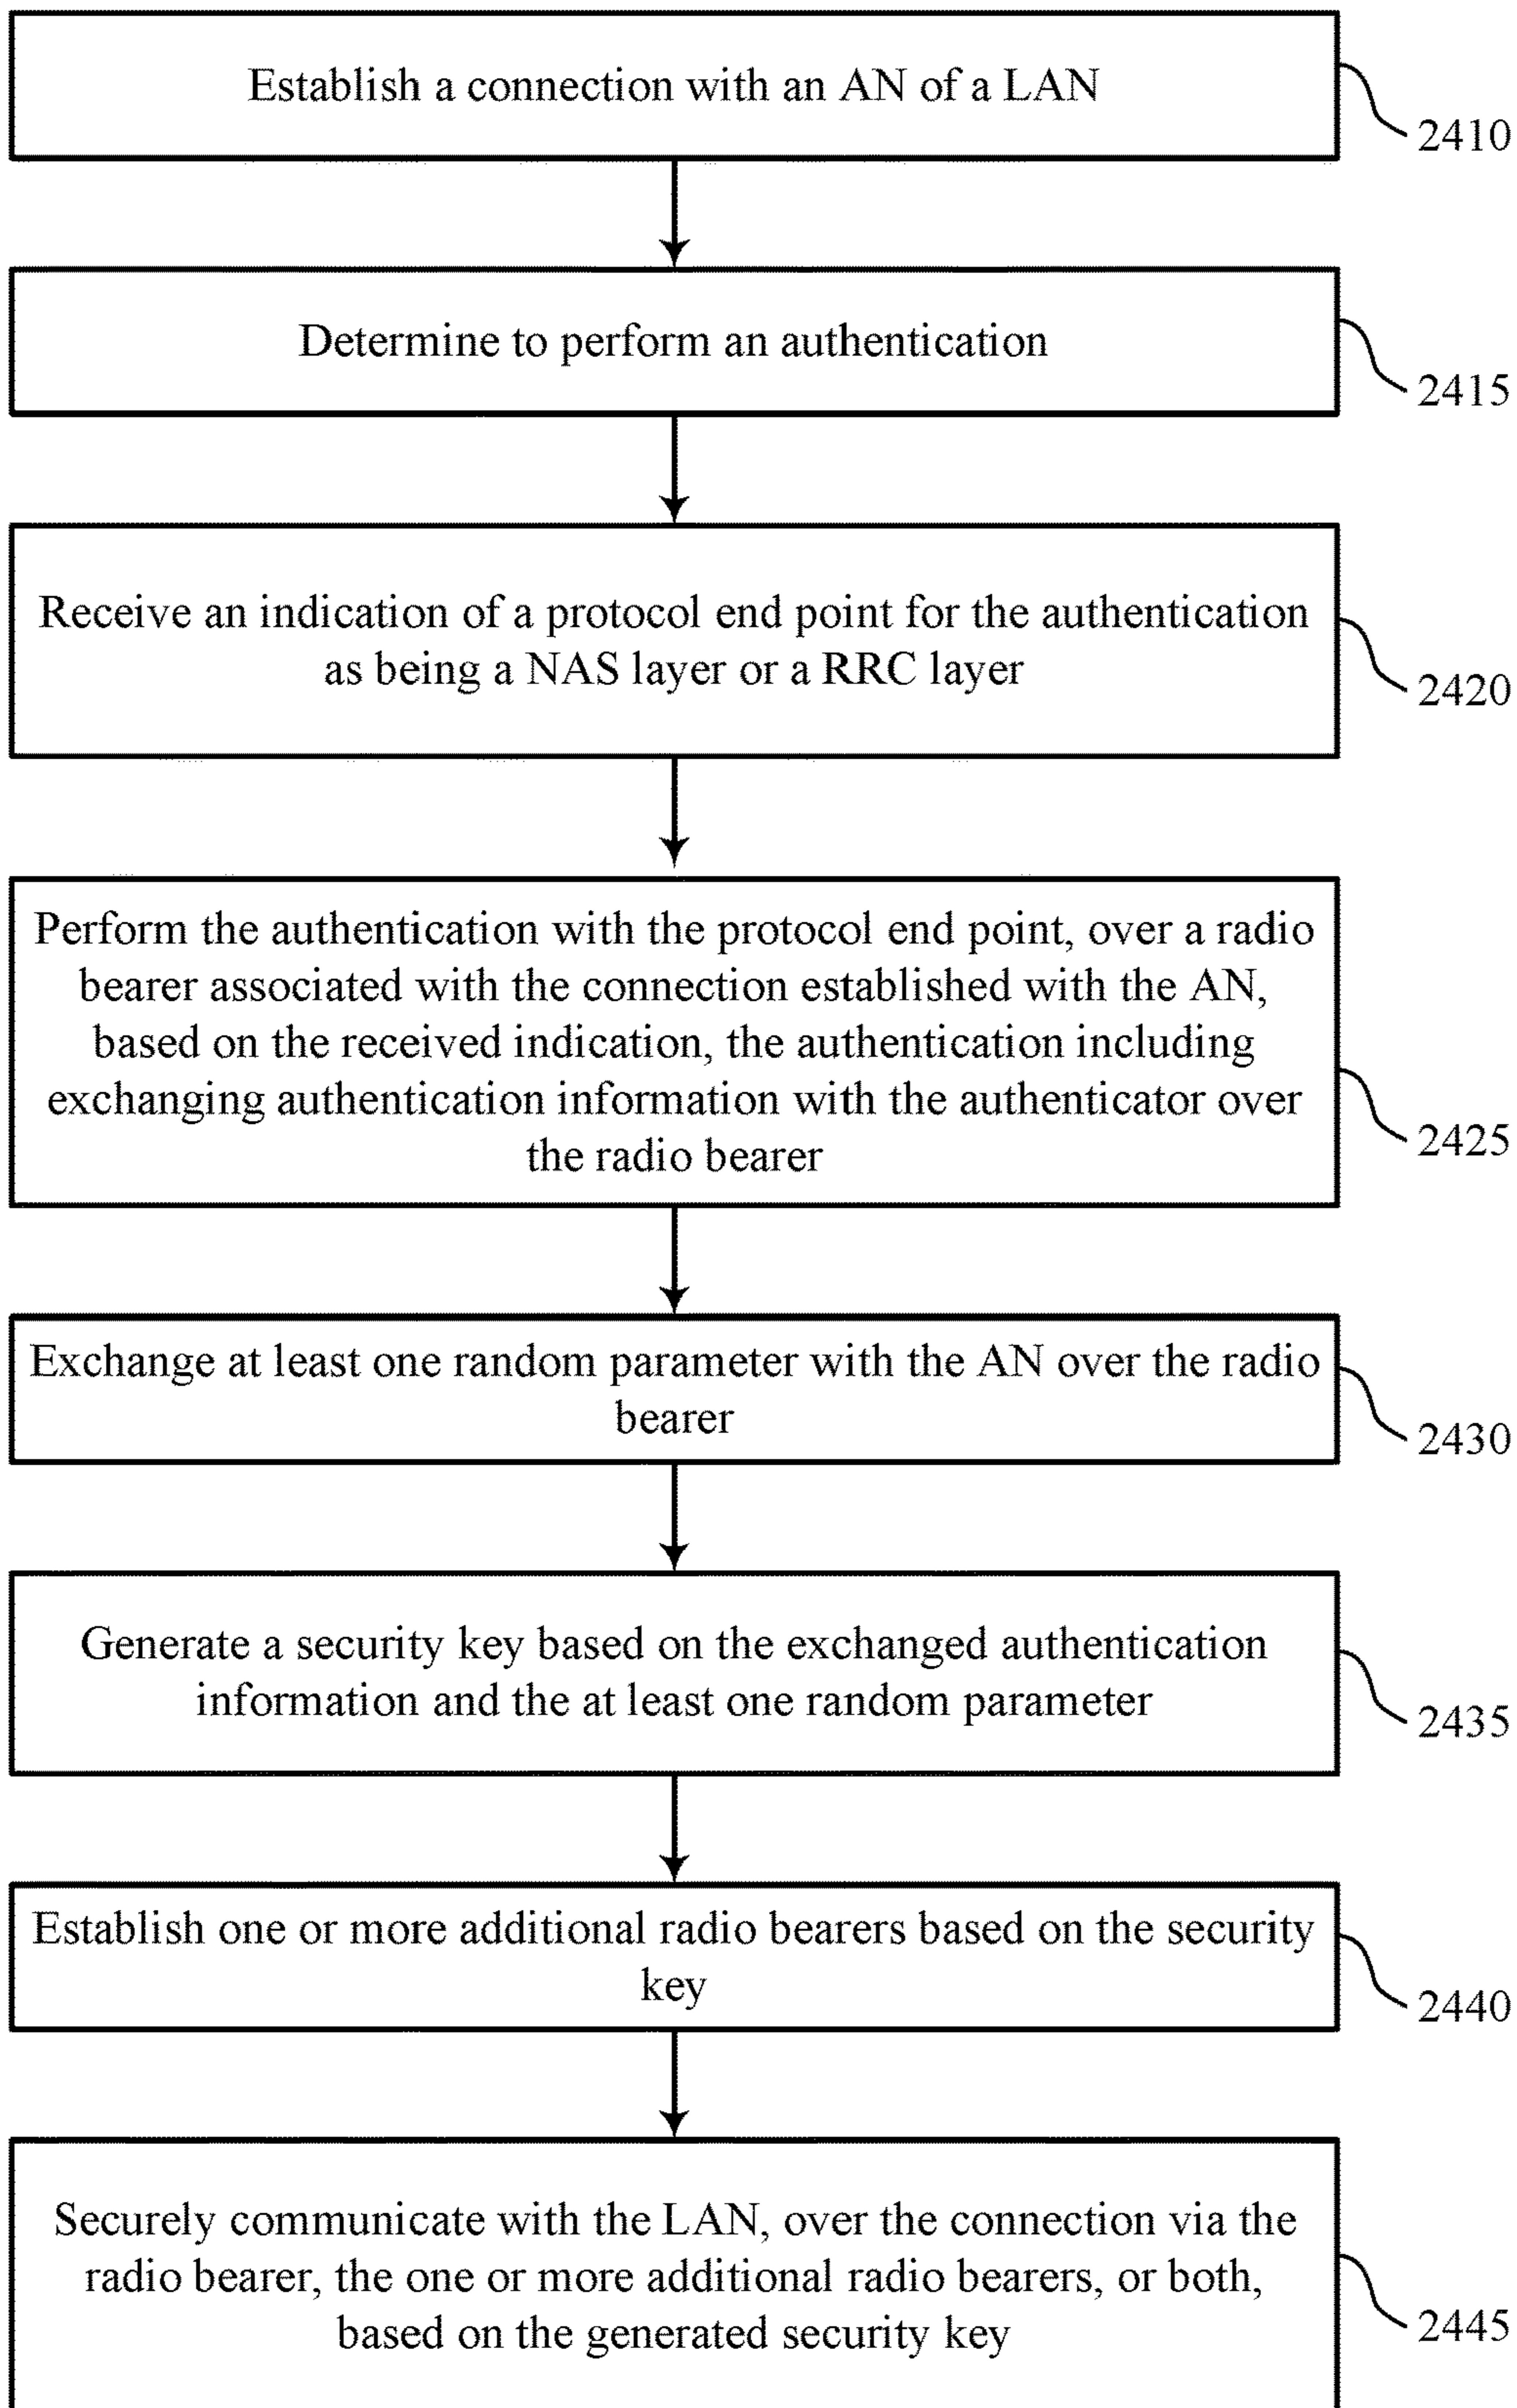 Establish a connection with an AN of a LAN
2410
Determine to perform an authentication
2415
Receive an indication of a protocol end point for the authentication
as being a NAS layer or a RRC layer
2420
Perform the authentication with the protocol end point, over a radio
bearer associated with the connection established with the AN,
based on the received indication, the authentication including
exchanging authentication information with the authenticator over
the radio bearer
2425
Exchange at least one random parameter with the AN over the radio
bearer
2430
Generate a security key based on the exchanged authentication
information and the at least one random parameter
2435
Establish one or more additional radio bearers based on the security
key
2440
Securely communicate with the LAN, over the connection via the
radio bearer, the one or more additional radio bearers, or both,
based on the generated security key
2445